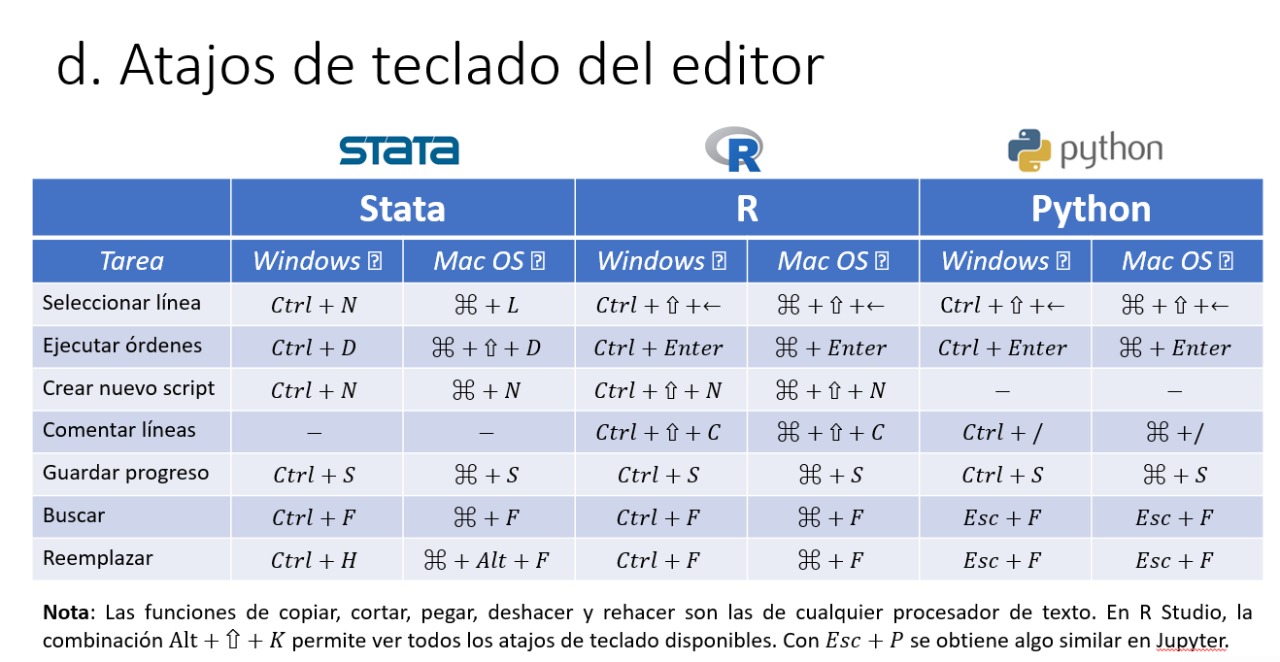 d. Atajos de teclado del editor
STATA R python
Stata R Python
Tarea Windows Mac OS Windows Mac OS Windows Mac OS
Seleccionar línea Ctrl + N ⌘ + L Ctrl + ⇧ +← ⌘ + ⇧ +← Ctrl + ⇧ +← ⌘ + ⇧ +←
Ejecutar órdenes Ctrl + D ⌘ + ⇧ + D Ctrl + Enter ⌘ + Enter Ctrl + Enter ⌘ + Enter
Crear nuevo script Ctrl + N ⌘ + N Ctrl + ⇧ + N ⌘ + ⇧ + N − −
Comentar líneas − − Ctrl + ⇧ + C ⌘ + ⇧ + C Ctrl + / ⌘ +/
Guardar progreso Ctrl + S ⌘ + S Ctrl + S ⌘ + S Ctrl + S ⌘ + S
Buscar Ctrl + F ⌘ + F Ctrl + F ⌘ + F Esc + F Esc + F
Reemplazar Ctrl + H ⌘ + Alt + F Ctrl + F ⌘ + F Esc + F Esc + F
Nota: Las funciones de copiar, cortar, pegar, deshacer y rehacer son las de cualquier procesador de texto. En R Studio, la
combinación Alt + ⇧ + K permite ver todos los atajos de teclado disponibles. Con Esc + P se obtiene algo similar en Jupyter.